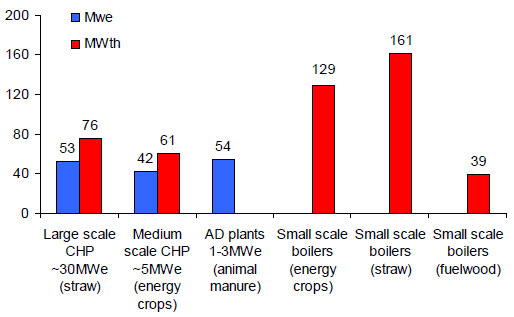 200
160
120
80
40
0
Mwe
MWth
53
76
42
61
54
129
161
39
Large scale
CHP
~30MWe
(straw)
Medium
scale CHP
~5MWe
(energy
crops)
AD plants
1-3MWe
(animal
manure)
Small scale
boilers
(energy
crops)
Small scale
boilers
(straw)
Small scale
boilers
(fuelwood)